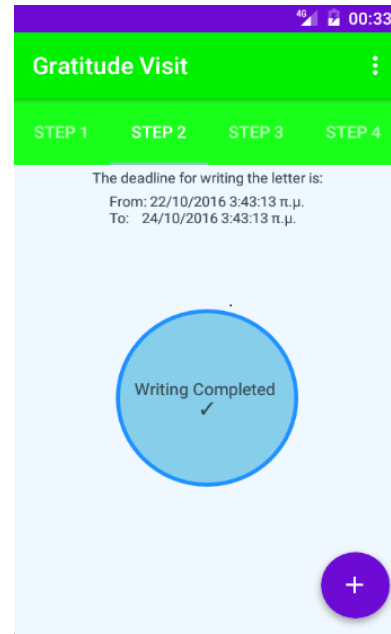 4G 00:33
Gratitude Visit
STEP 1 STEP 2 STEP 3 STEP 4
The deadline for writing the letter is:
From: 22/10/2016 3:43:13 π.μ.
To: 24/10/2016 3:43:13 π.μ.
.
Writing Completed
✓
+